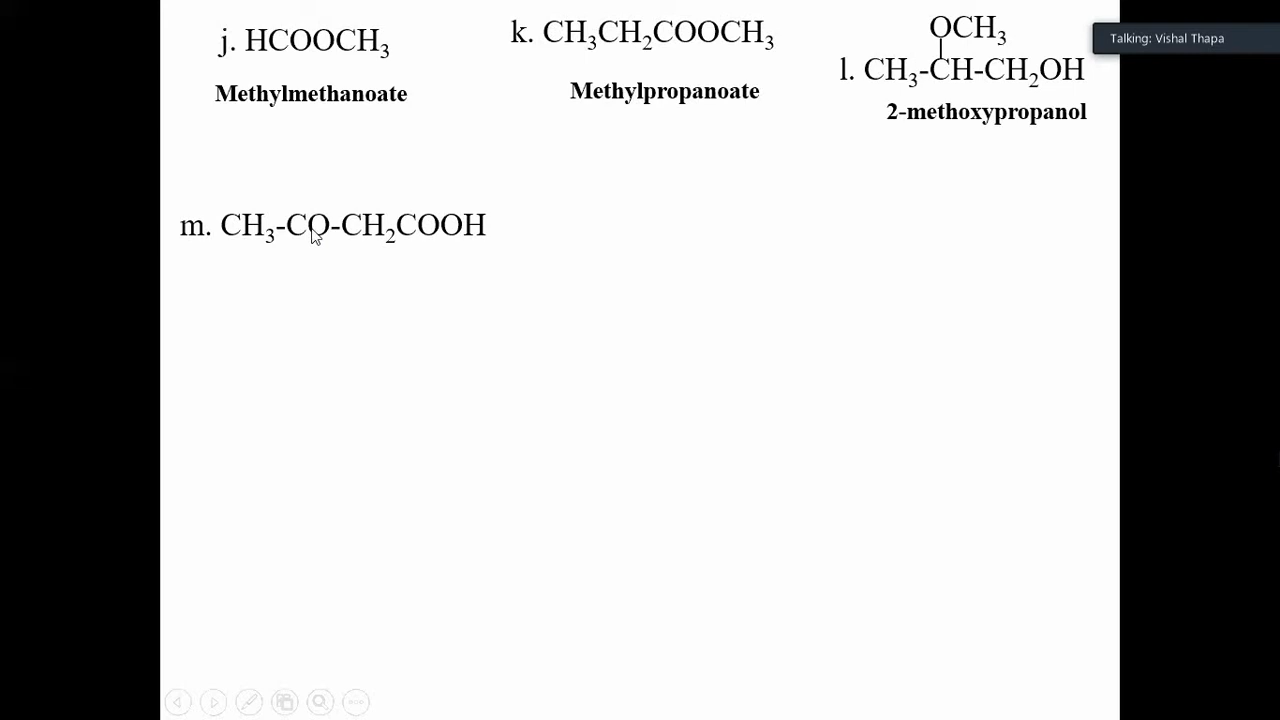 j. HCOOCH₃
Methylmethanoate
k. CH₃CH₂COOCH₃
Methylpropanoate
OCH₃
l. CH₃-CH-CH₂OH
2-methoxypropanol
Talking: Vishal Thapa
m. CH₃-CO-CH₂COOH